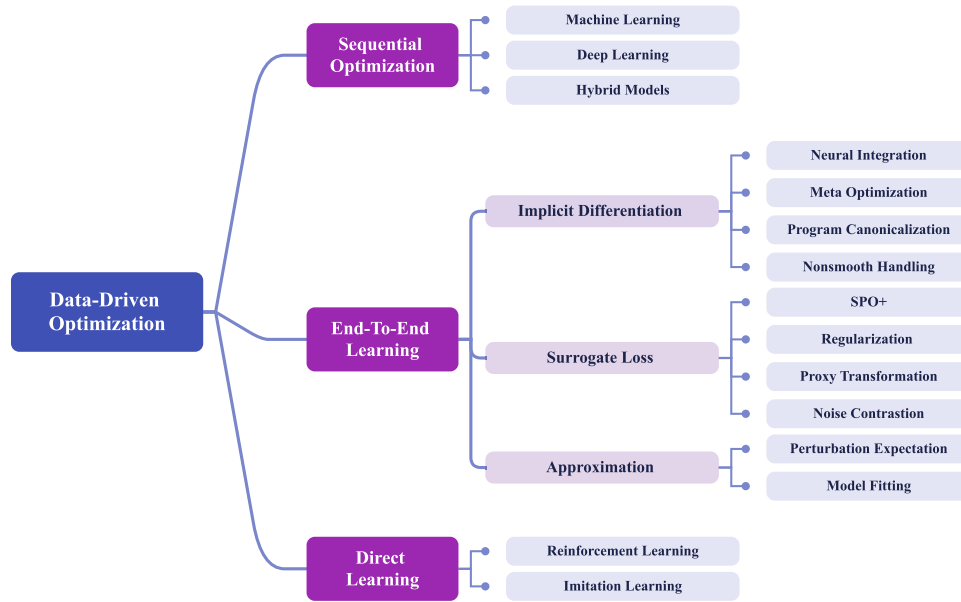 Data-Driven
Optimization
Sequential
Optimization
Machine Learning
Deep Learning
Hybrid Models
End-To-End
Learning
Implicit Differentiation
Neural Integration
Meta Optimization
Program Canonicalization
Nonsmooth Handling
Surrogate Loss
SPO+
Regularization
Proxy Transformation
Noise Contrastion
Approximation
Perturbation Expectation
Model Fitting
Direct
Learning
Reinforcement Learning
Imitation Learning